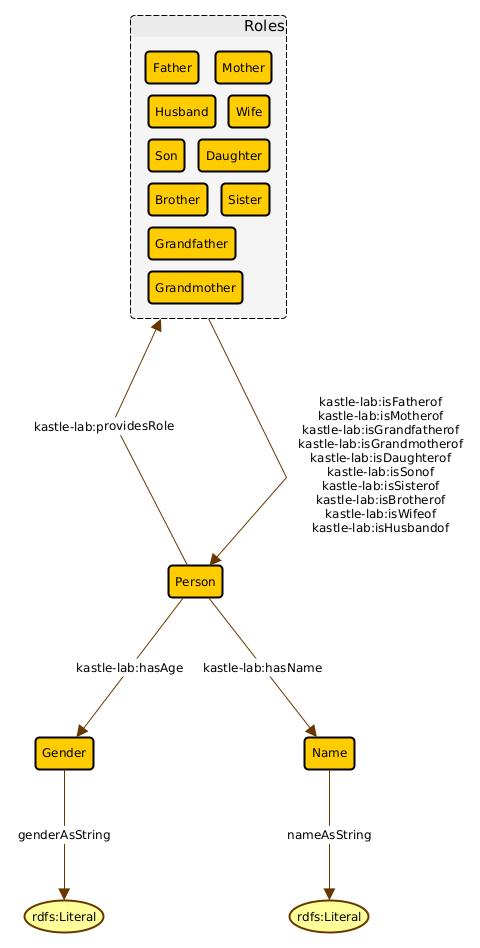 Roles
Father Mother
Husband Wife
Son Daughter
Brother Sister
Grandfather
Grandmother
kastle-lab:providesRole
kastle-lab:isFatherof
kastle-lab:isMotherof
kastle-lab:isGrandfatherof
kastle-lab:isGrandmotherof
kastle-lab:isDaughterof
kastle-lab:isSonof
kastle-lab:isSisterof
kastle-lab:isBrotherof
kastle-lab:isWifeof
kastle-lab:isHusbandof
Person
kastle-lab:hasAge kastle-lab:hasName
Gender Name
genderAsString nameAsString
rdfs:Literal rdfs:Literal